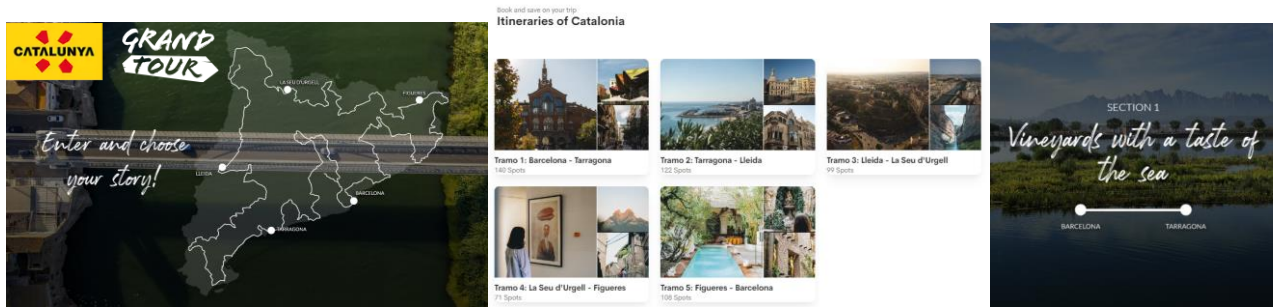 CATALUNYA
GRAND
TOUR
LA SEU D'URGELL
FIGUERES
Enter and choose
your story!
LLEIDA
BARCELONA
TARRAGONA
Book and save on your trip
Itineraries of Catalonia
Tramo 1: Barcelona - Tarragona
140 Spots
Tramo 2: Tarragona - Lleida
122 Spots
Tramo 3: Lleida - La Seu d'Urgell
99 Spots
Tramo 4: La Seu d'Urgell - Figueres
71 Spots
Tramo 5: Figueres - Barcelona
108 Spots
SECTION 1
Vineyards with a taste of
the sea
BARCELONA
TARRAGONA